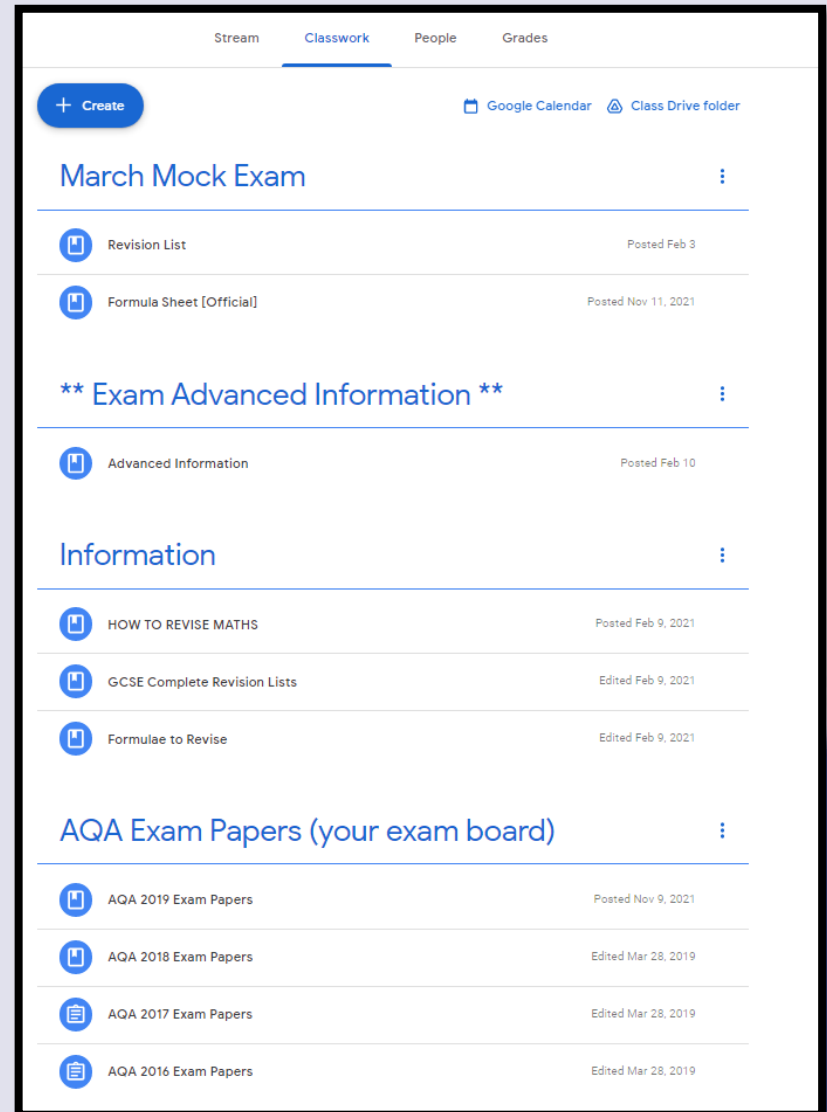 Stream Classwork People Grades
+ Create
Google Calendar Class Drive folder
March Mock Exam
Revision List Posted Feb 3
Formula Sheet [Official] Posted Nov 11, 2021
** Exam Advanced Information **
Advanced Information Posted Feb 10
Information
HOW TO REVISE MATHS Posted Feb 9, 2021
GCSE Complete Revision Lists Edited Feb 9, 2021
Formulae to Revise Edited Feb 9, 2021
AQA Exam Papers (your exam board)
AQA 2019 Exam Papers Posted Nov 9, 2021
AQA 2018 Exam Papers Edited Mar 28, 2019
AQA 2017 Exam Papers Edited Mar 28, 2019
AQA 2016 Exam Papers Edited Mar 28, 2019